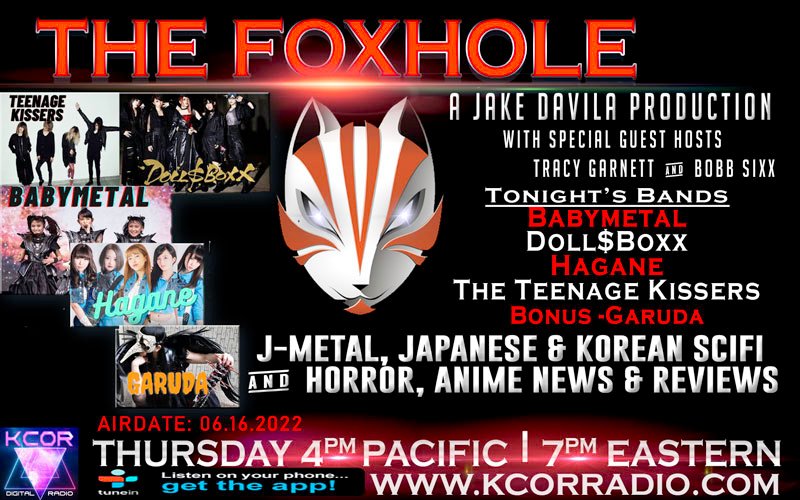 THE FOXHOLE
TEENAGE
KISSERS
DOLL$BOXX
BABYMETAL
Hagane
GARUDA
A JAKE DAVILA PRODUCTION
WITH SPECIAL GUEST HOSTS
TRACY GARNETT AND BOBB SIXX
TONIGHT'S BANDS
BABYMETAL
DOLL$BOXX
HAGANE
THE TEENAGE KISSERS
BONUS -GARUDA
J-METAL, JAPANESE & KOREAN SCIFI
AND HORROR, ANIME NEWS & REVIEWS
AIRDATE: 06.16.2022
THURSDAY 4PM PACIFIC | 7PM EASTERN
KCOR
DIGITAL RADIO
tunein
Listen on your phone...
get the app!
WWW.KCORRADIO.COM